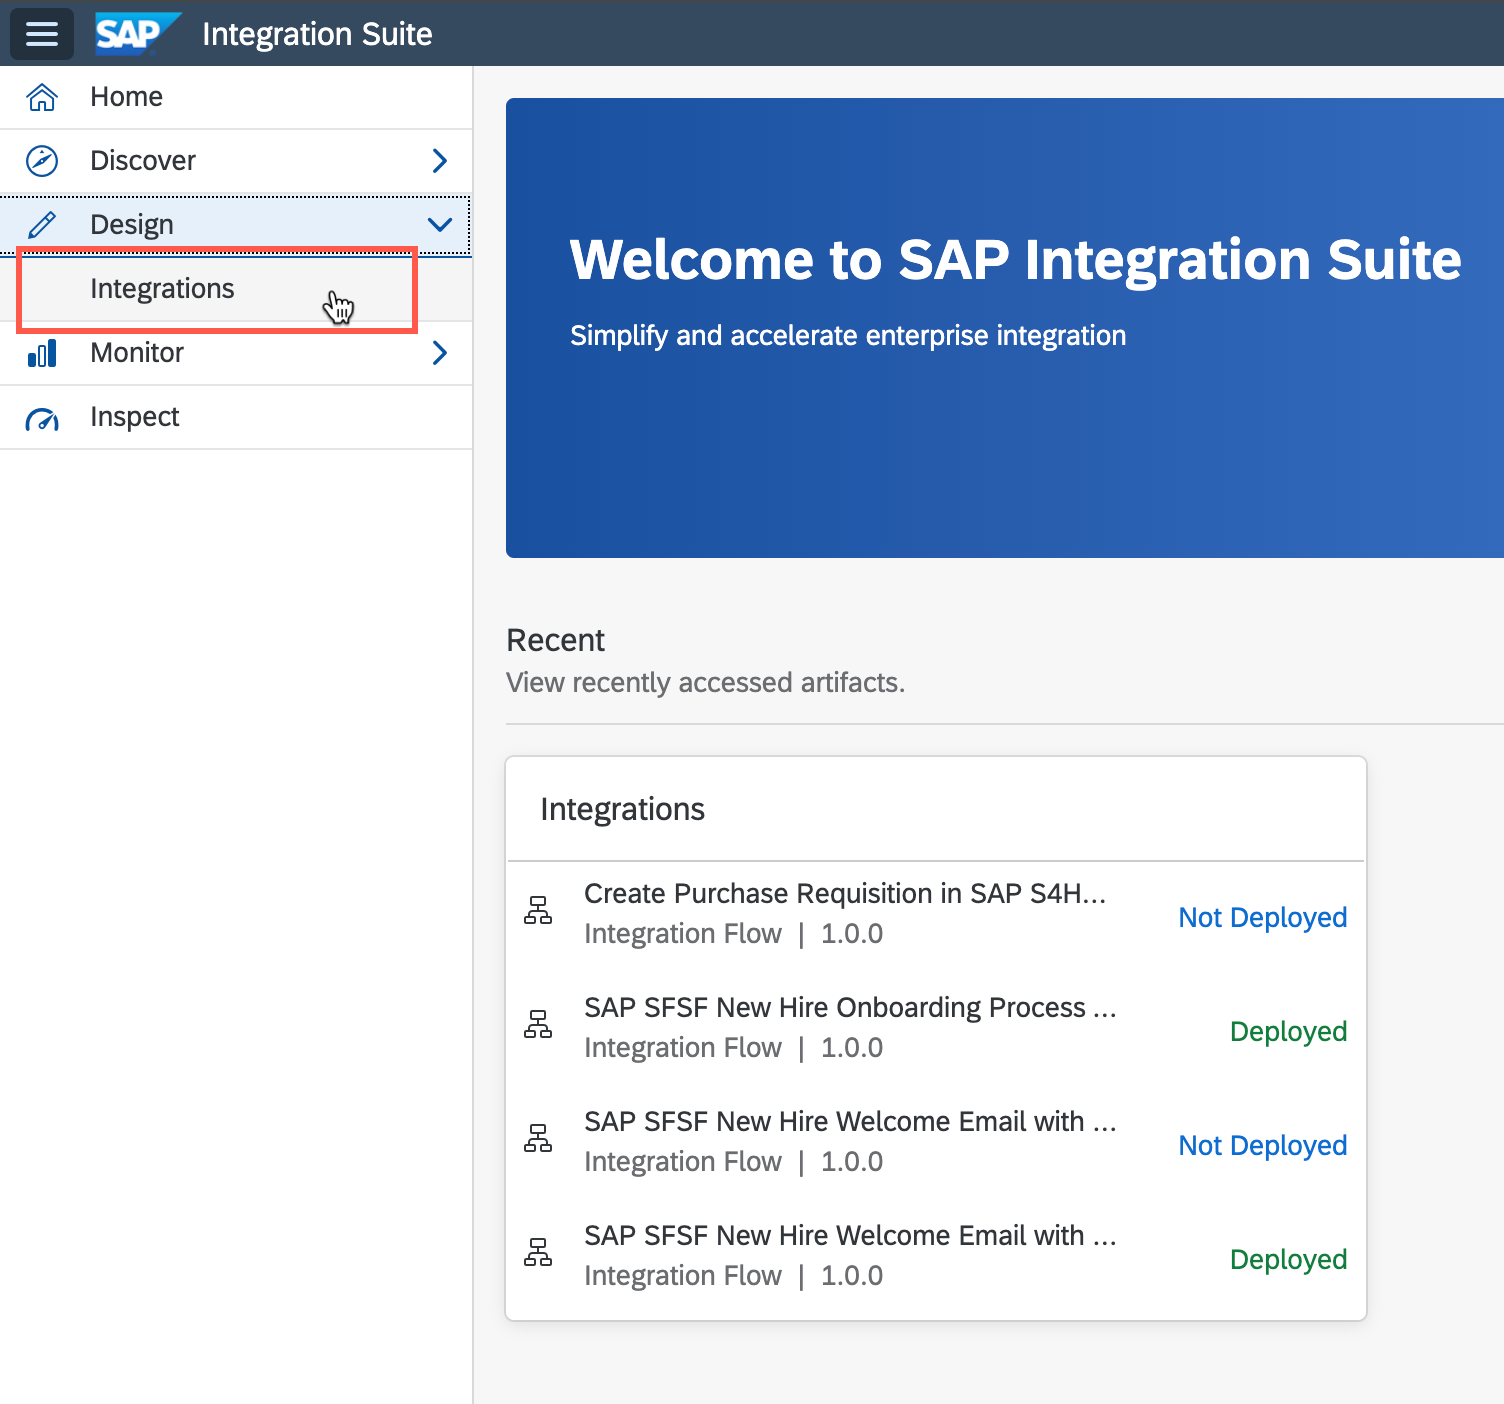 SAP Integration Suite
Home
Discover
Design
Integrations
Monitor
Inspect
Welcome to SAP Integration Suite
Simplify and accelerate enterprise integration
Recent
View recently accessed artifacts.
Integrations
Create Purchase Requisition in SAP S4H...
Integration Flow | 1.0.0
Not Deployed
SAP SFSF New Hire Onboarding Process ...
Integration Flow | 1.0.0
Deployed
SAP SFSF New Hire Welcome Email with ...
Integration Flow | 1.0.0
Not Deployed
SAP SFSF New Hire Welcome Email with ...
Integration Flow | 1.0.0
Deployed